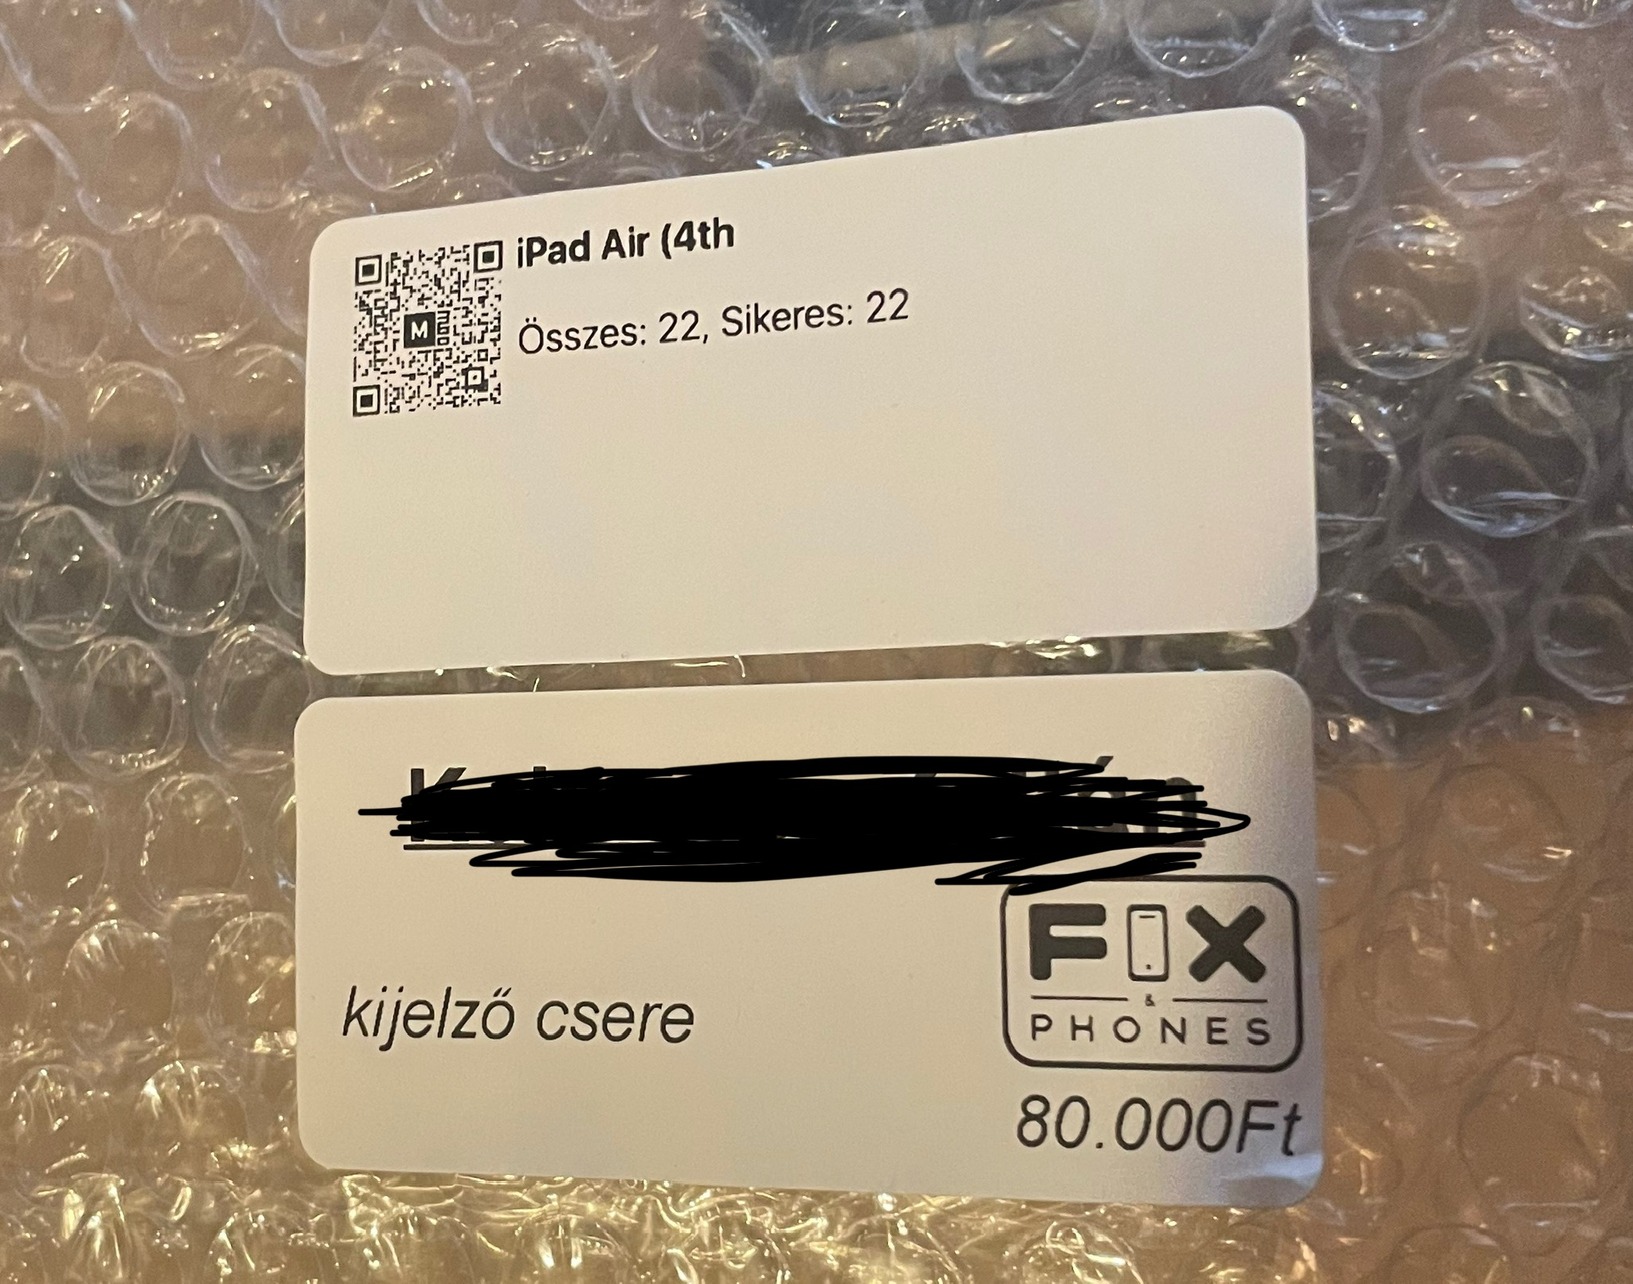 iPad Air (4th
Összes: 22, Sikeres: 22
M
kijelző csere
FIX
&
PHONES
80.000Ft